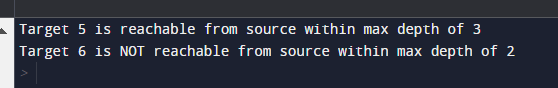 Target 5 is reachable from source within max depth of 3
Target 6 is NOT reachable from source within max depth of 2
>